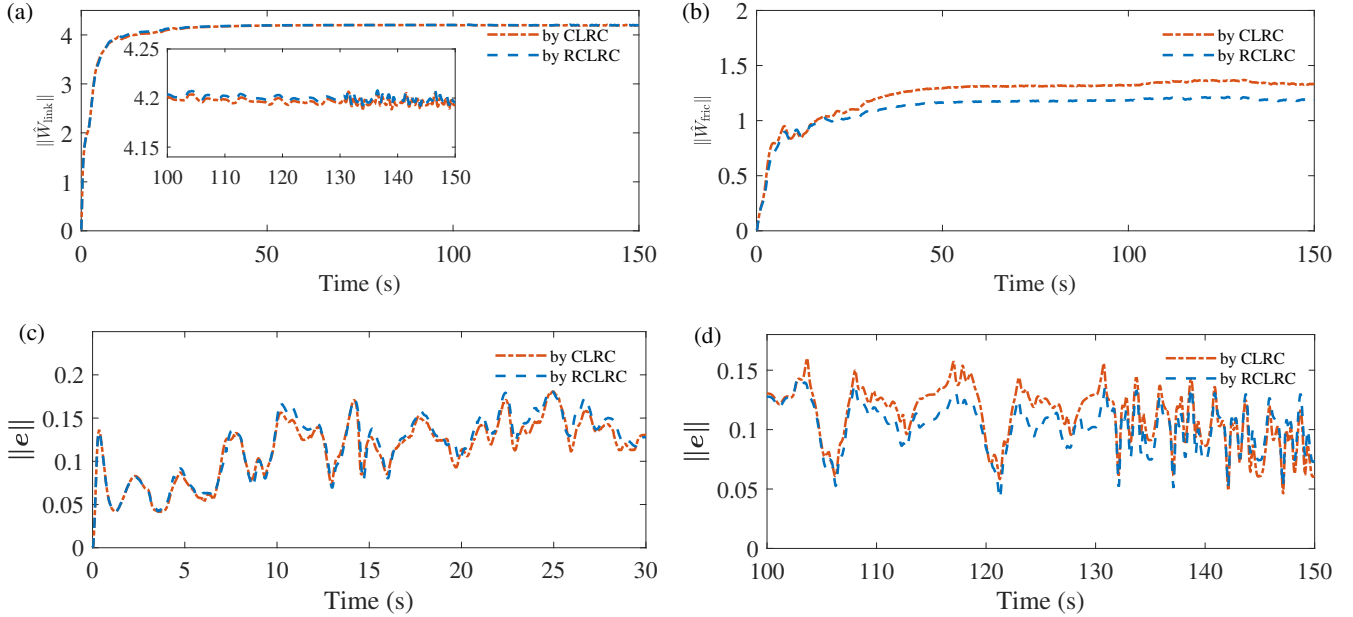 (a)
4
3
2
1
0
||Ŵ_link||
by CLRC
by RCLRC
4.25
4.2
4.15
100 110 120 130 140 150
0 50 100 150
Time (s)
(b)
2
1.5
1
0.5
0
||Ŵ_fric||
by CLRC
by RCLRC
0 50 100 150
Time (s)
(c)
0.2
0.15
0.1
0.05
0
||e||
by CLRC
by RCLRC
0 5 10 15 20 25 30
Time (s)
(d)
0.15
0.1
0.05
0
||e||
by CLRC
by RCLRC
100 110 120 130 140 150
Time (s)